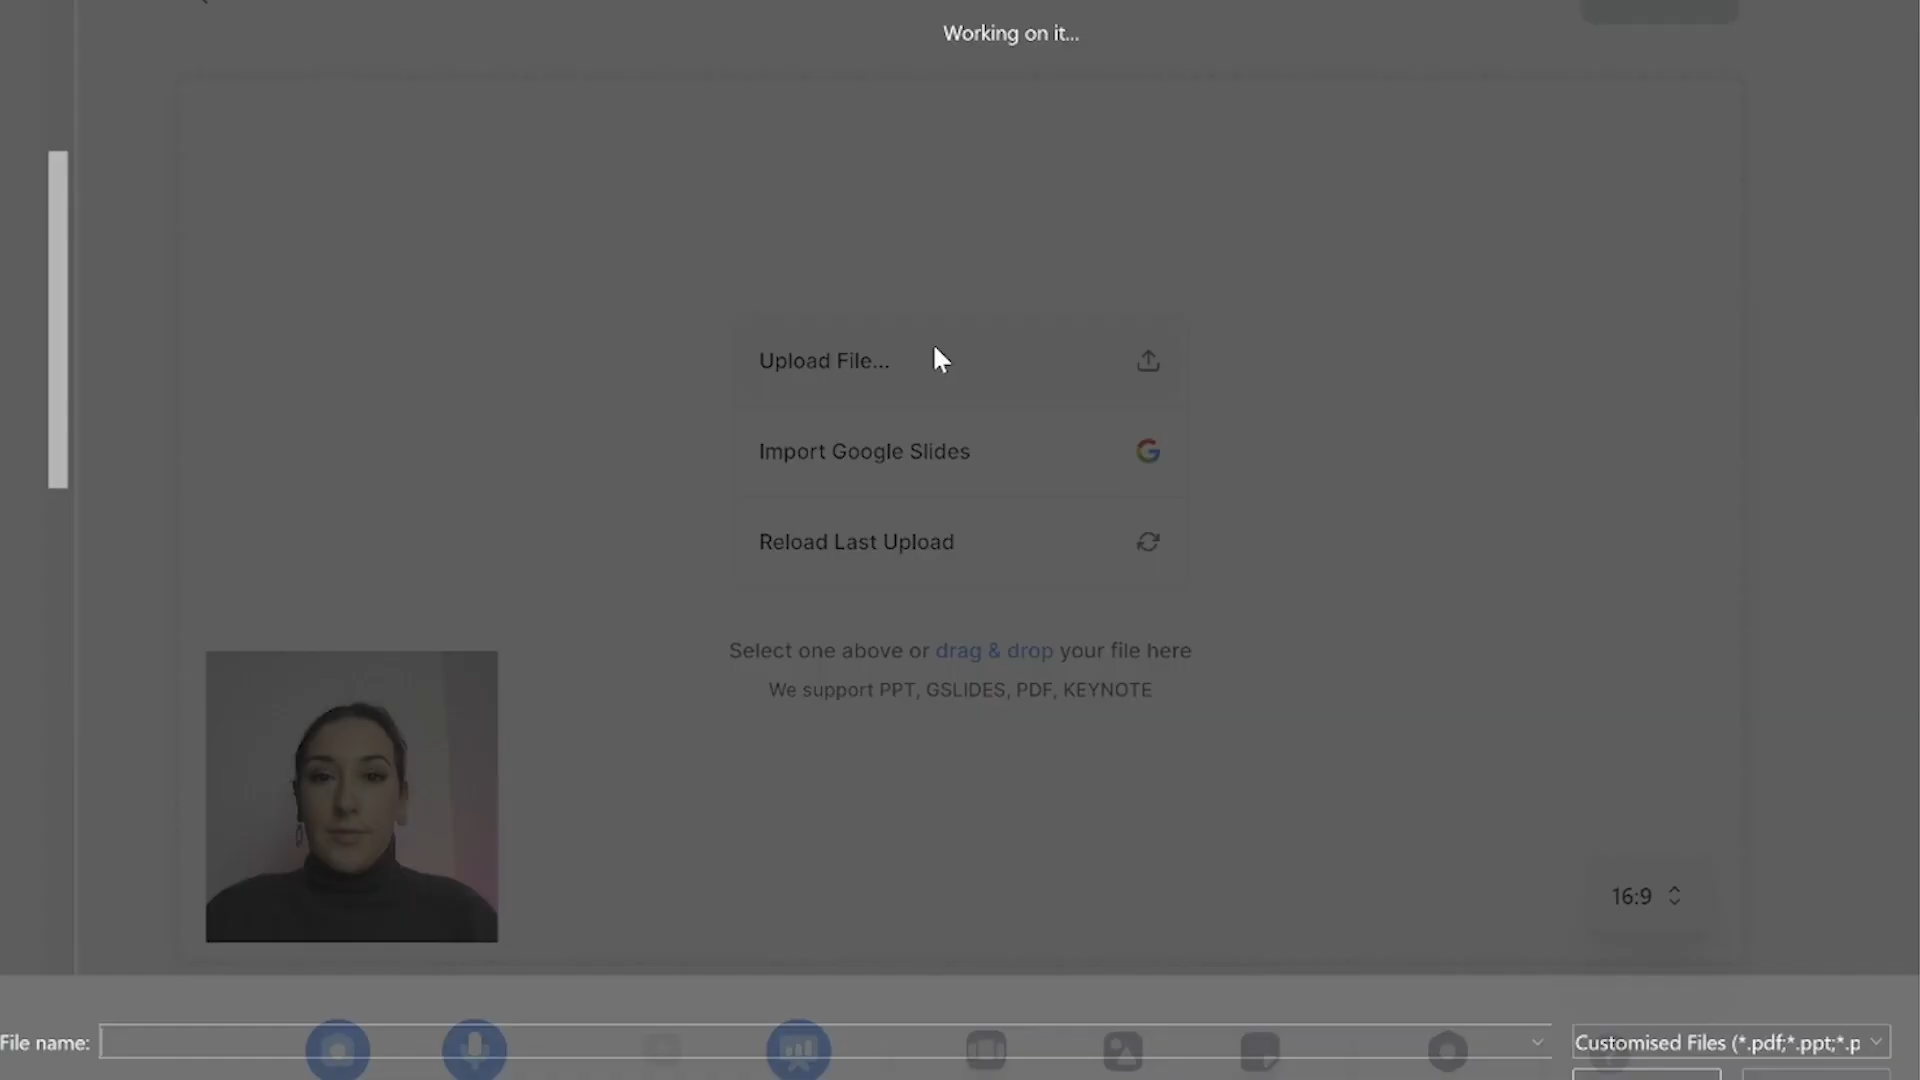 Working on it...
Upload File...
Import Google Slides
Reload Last Upload
Select one above or drag & drop your file here
We support PPT, GSLIDES, PDF, KEYNOTE
16:9
File name:
Customised Files (*.pdf;*.ppt;*.p